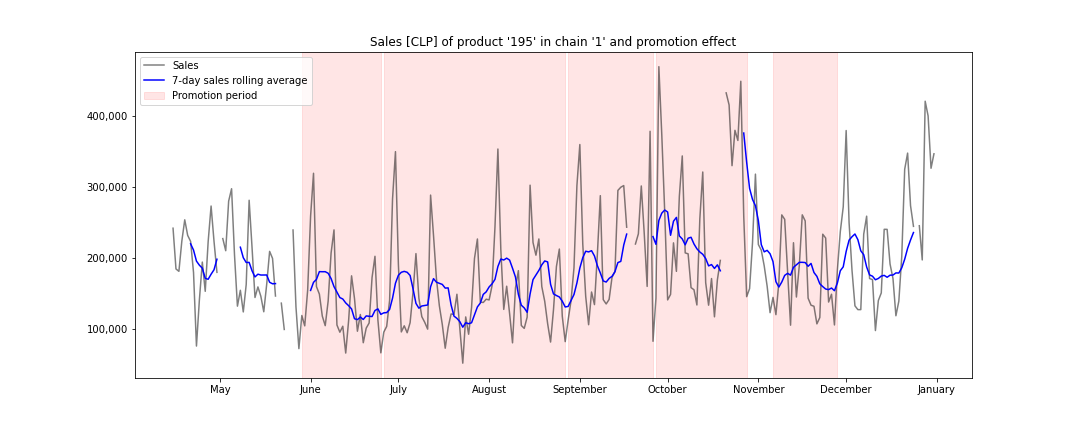 Sales [CLP] of product '195' in chain '1' and promotion effect
Sales
7-day sales rolling average
Promotion period
400,000
300,000
200,000
100,000
May June July August September October November December January